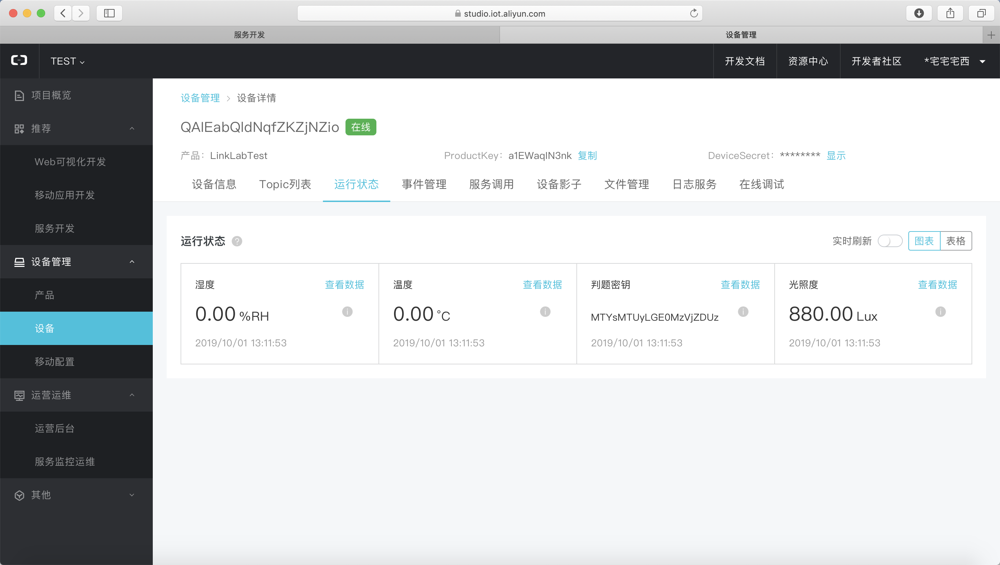 studio.iot.aliyun.com
服务开发
设备管理
TEST
开发文档
资源中心
开发者社区
*宅宅宅西
项目概览
推荐
Web可视化开发
移动应用开发
服务开发
设备管理
产品
设备
移动配置
运营运维
运营后台
服务监控运维
其他
设备管理 > 设备详情
QAIEabQldNqfZKZjNZio 在线
产品: LinkLabTest
ProductKey: a1EWaqIN3nk 复制
DeviceSecret: ******** 显示
设备信息 Topic列表 运行状态 事件管理 服务调用 设备影子 文件管理 日志服务 在线调试
运行状态 ?
实时刷新 图表 表格
湿度 查看数据
0.00 %RH
2019/10/01 13:11:53
温度 查看数据
0.00 °C
2019/10/01 13:11:53
判题密钥 查看数据
MTYsMTUyLGE0MzVjZDUz
2019/10/01 13:11:53
光照度 查看数据
880.00 Lux
2019/10/01 13:11:53